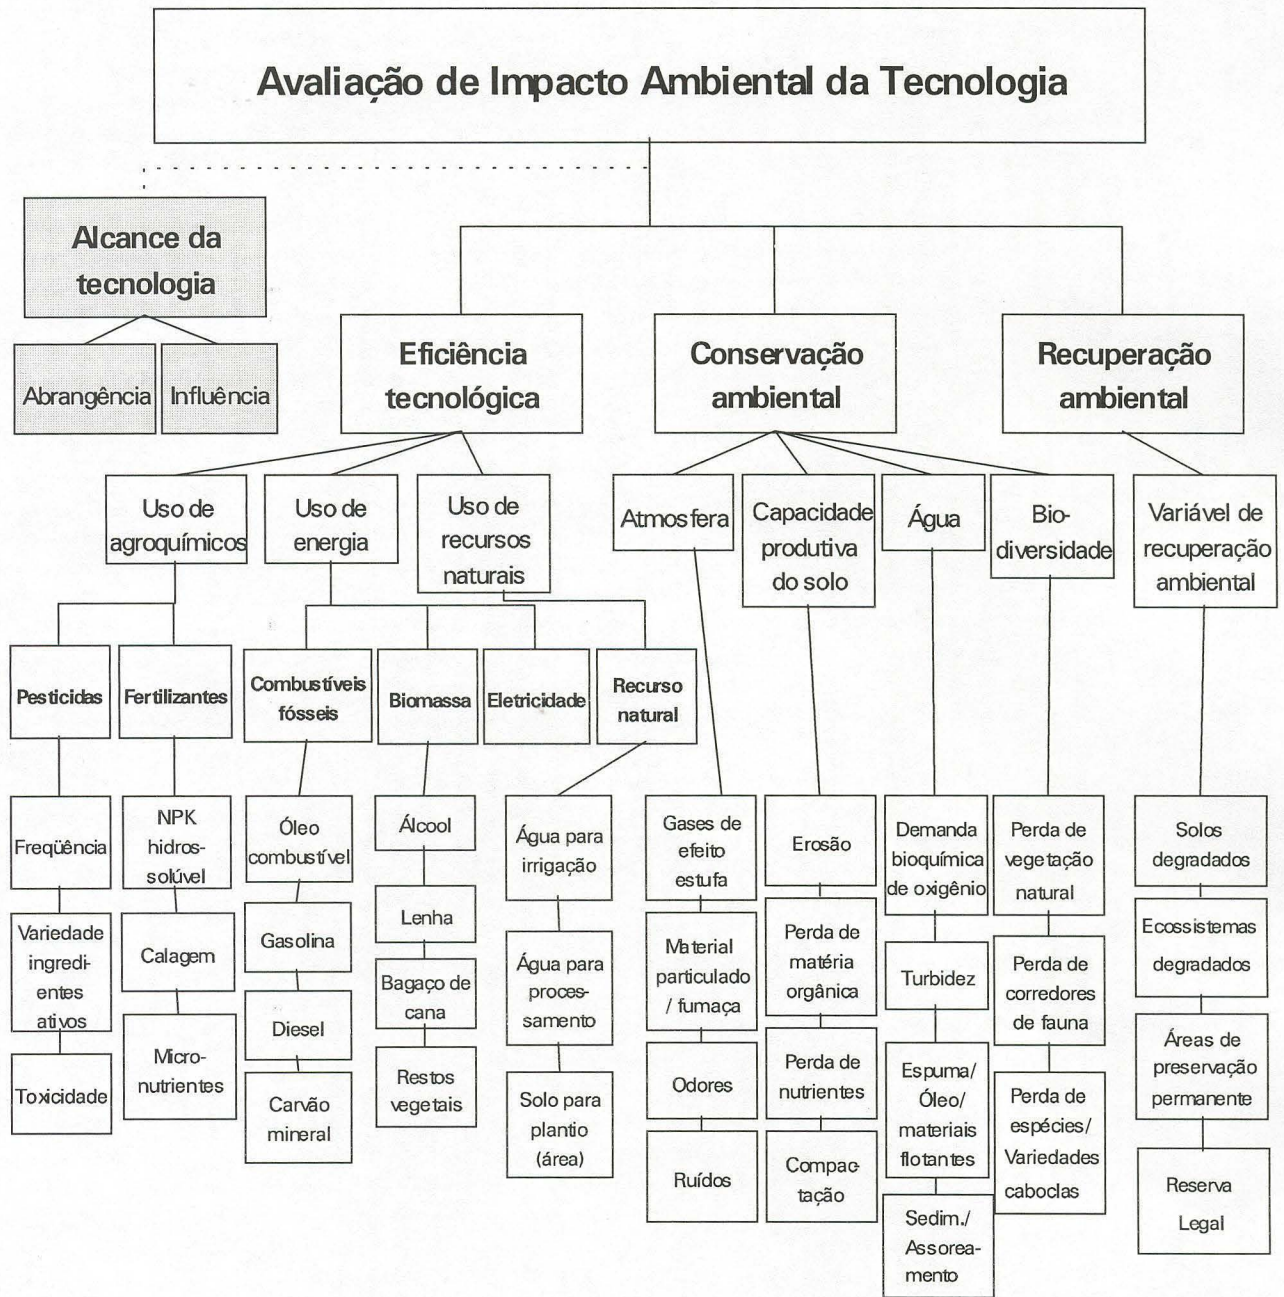 Avaliação de Impacto Ambiental da Tecnologia
Alcance da
tecnologia
Abrangência
Influência
Eficiência
tecnológica
Conservação
ambiental
Recuperação
ambiental
Uso de
agroquímicos
Uso de
energia
Uso de
recursos
naturais
Atmosfera
Capacidade
produtiva
do solo
Água
Bio-
diversidade
Variável de
recuperação
ambiental
Pesticidas
Fertilizantes
Combustíveis
fósseis
Biomassa
Eletricidade
Recurso
natural
Freqüência
Variedade
ingredi-
entes
ativos
Toxicidade
NPK
hidros-
solúvel
Calagem
Micro-
nutrientes
Óleo
combustível
Gasolina
Diesel
Carvão
mineral
Álcool
Lenha
Bagaço de
cana
Restos
vegetais
Água para
irrigação
Água para
proces-
samento
Solo para
plantio
(área)
Gases de
efeito
estufa
Material
particulado
/ fumaça
Odores
Ruídos
Erosão
Perda de
matéria
orgânica
Perda de
nutrientes
Compac-
tação
Demanda
bioquímica
de oxigênio
Turbidez
Espuma/
Óleo/
materiais
flotantes
Sedim./
Assorea-
mento
Perda de
vegetação
natural
Perda de
corredores
de fauna
Perda de
espécies/
Variedades
caboclas
Solos
degradados
Ecossistemas
degradados
Áreas de
preservação
permanente
Reserva
Legal